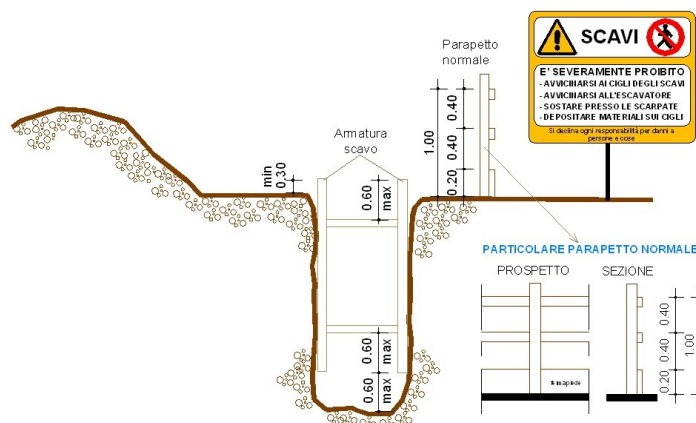 SCAVI
E' SEVERAMENTE PROIBITO
- AVVICINARSI AI CIGLI DEGLI SCAVI
- AVVICINARSI ALL'ESCAVATORE
- SOSTARE PRESSO LE SCARPATE
- DEPOSITARE MATERIALI SUI CIGLI
Si declina ogni responsabilità per danni a
persone e cose
Parapetto
normale
Armatura
scavo
min
0.30
0.60
max
1.00
0.40
0.40
0.20
0.60
max
0.60
max
PARTICOLARE PARAPETTO NORMALE
PROSPETTO
SEZIONE
fermapiede
0.40
0.40
0.20
1.00